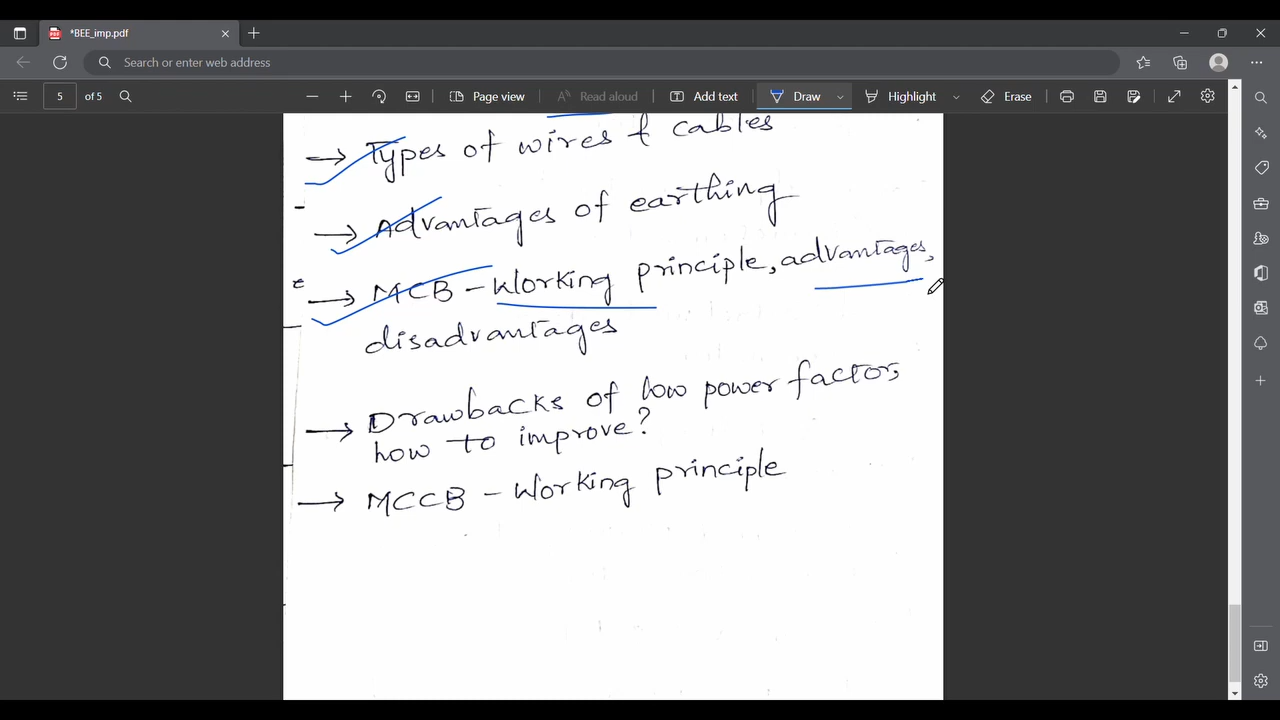 *BEE_imp.pdf
Search or enter web address
5 of 5 Page view Read aloud Add text Draw Highlight Erase
→ Types of wires & cables
→ Advantages of earthing
→ MCB - Working principle, advantages,
disadvantages
→ Drawbacks of low power factor,
how to improve?
→ MCCB - Working principle